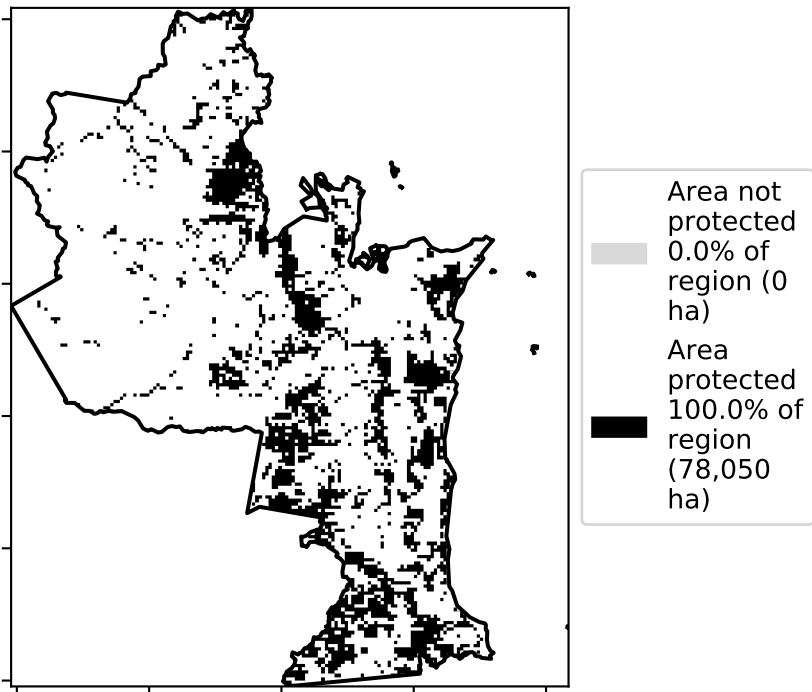 Area not
protected
0.0% of
region (0
ha)
Area
protected
100.0% of
region
(78,050
ha)